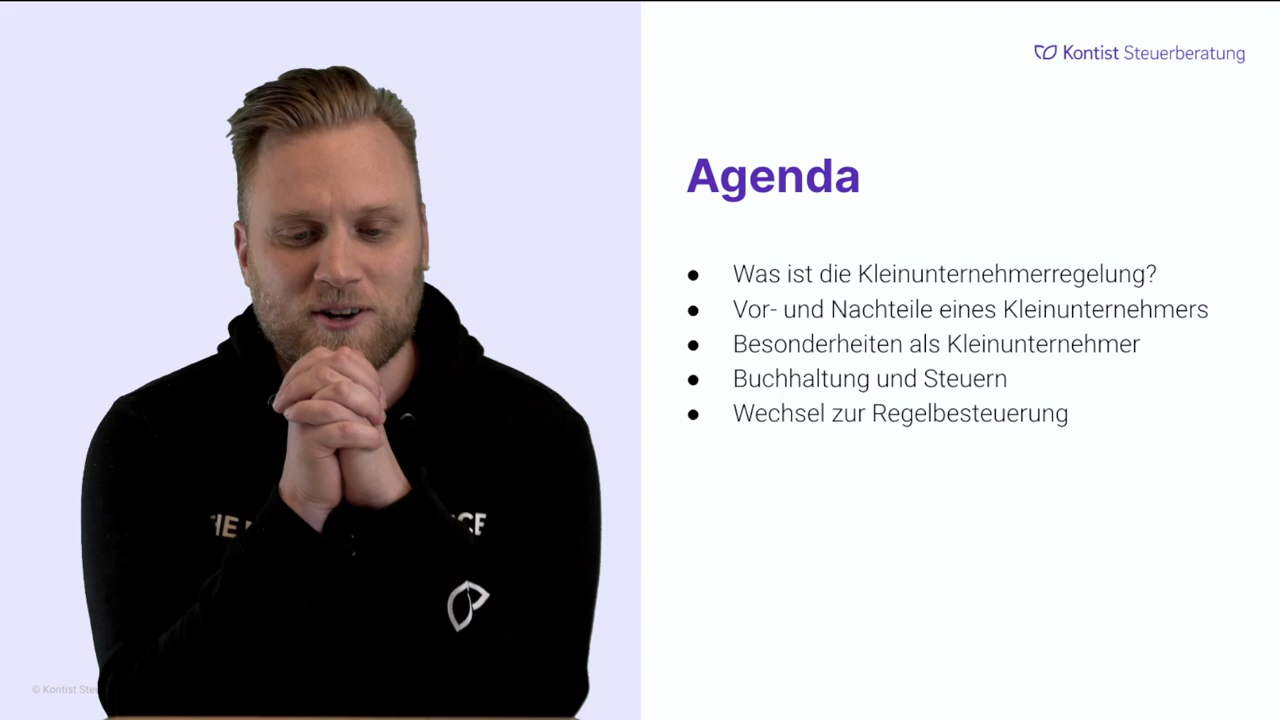 Kontist Steuerberatung
Agenda
● Was ist die Kleinunternehmerregelung?
● Vor- und Nachteile eines Kleinunternehmers
● Besonderheiten als Kleinunternehmer
● Buchhaltung und Steuern
● Wechsel zur Regelbesteuerung
© Kontist